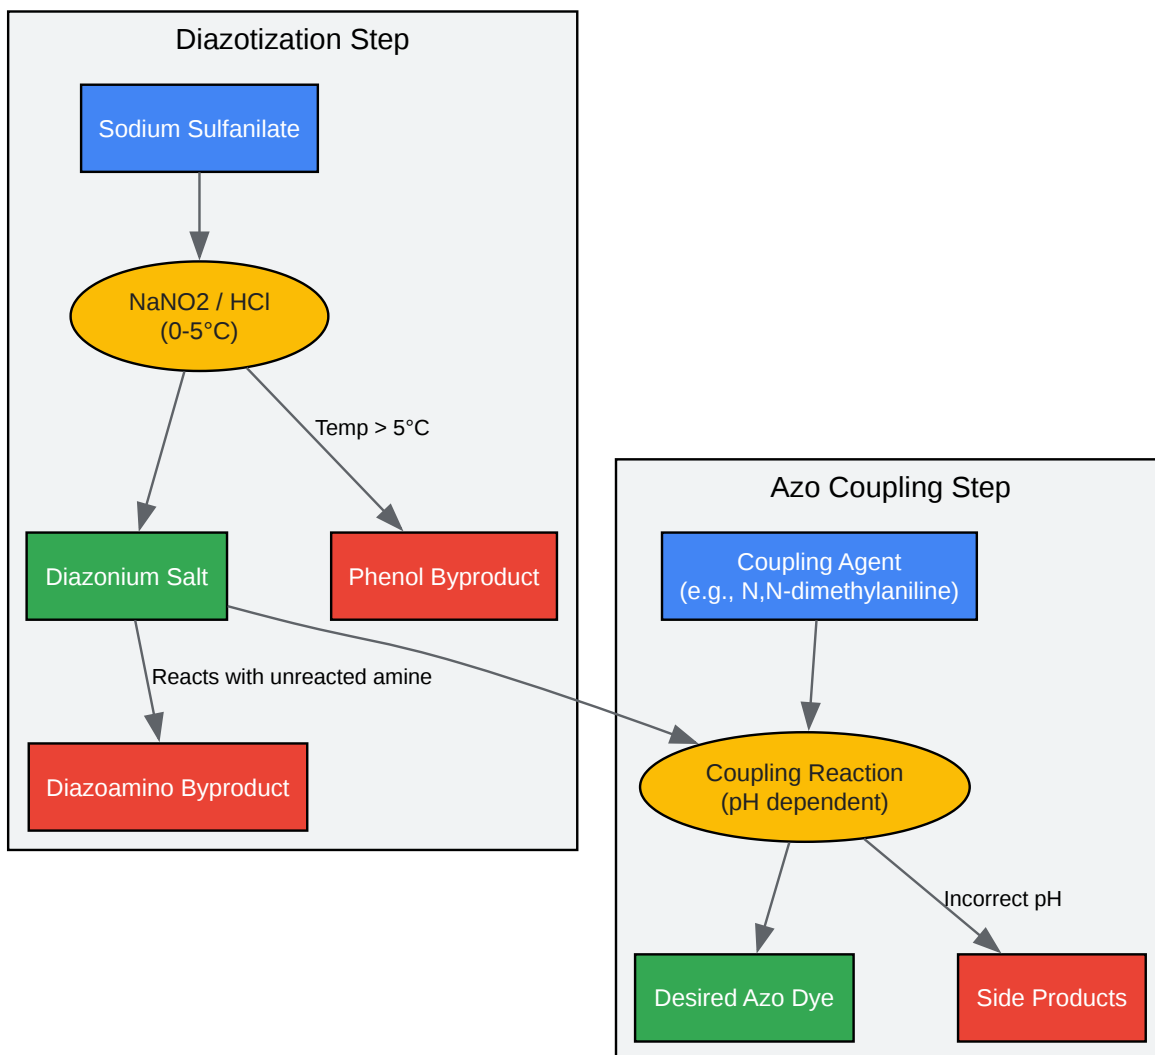 Diazotization Step
Sodium Sulfanilate
NaNO2 / HCl
(0-5°C)
Temp > 5°C
Diazonium Salt
Phenol Byproduct
Reacts with unreacted amine
Diazoamino Byproduct
Azo Coupling Step
Coupling Agent
(e.g., N,N-dimethylaniline)
Coupling Reaction
(pH dependent)
Incorrect pH
Desired Azo Dye
Side Products